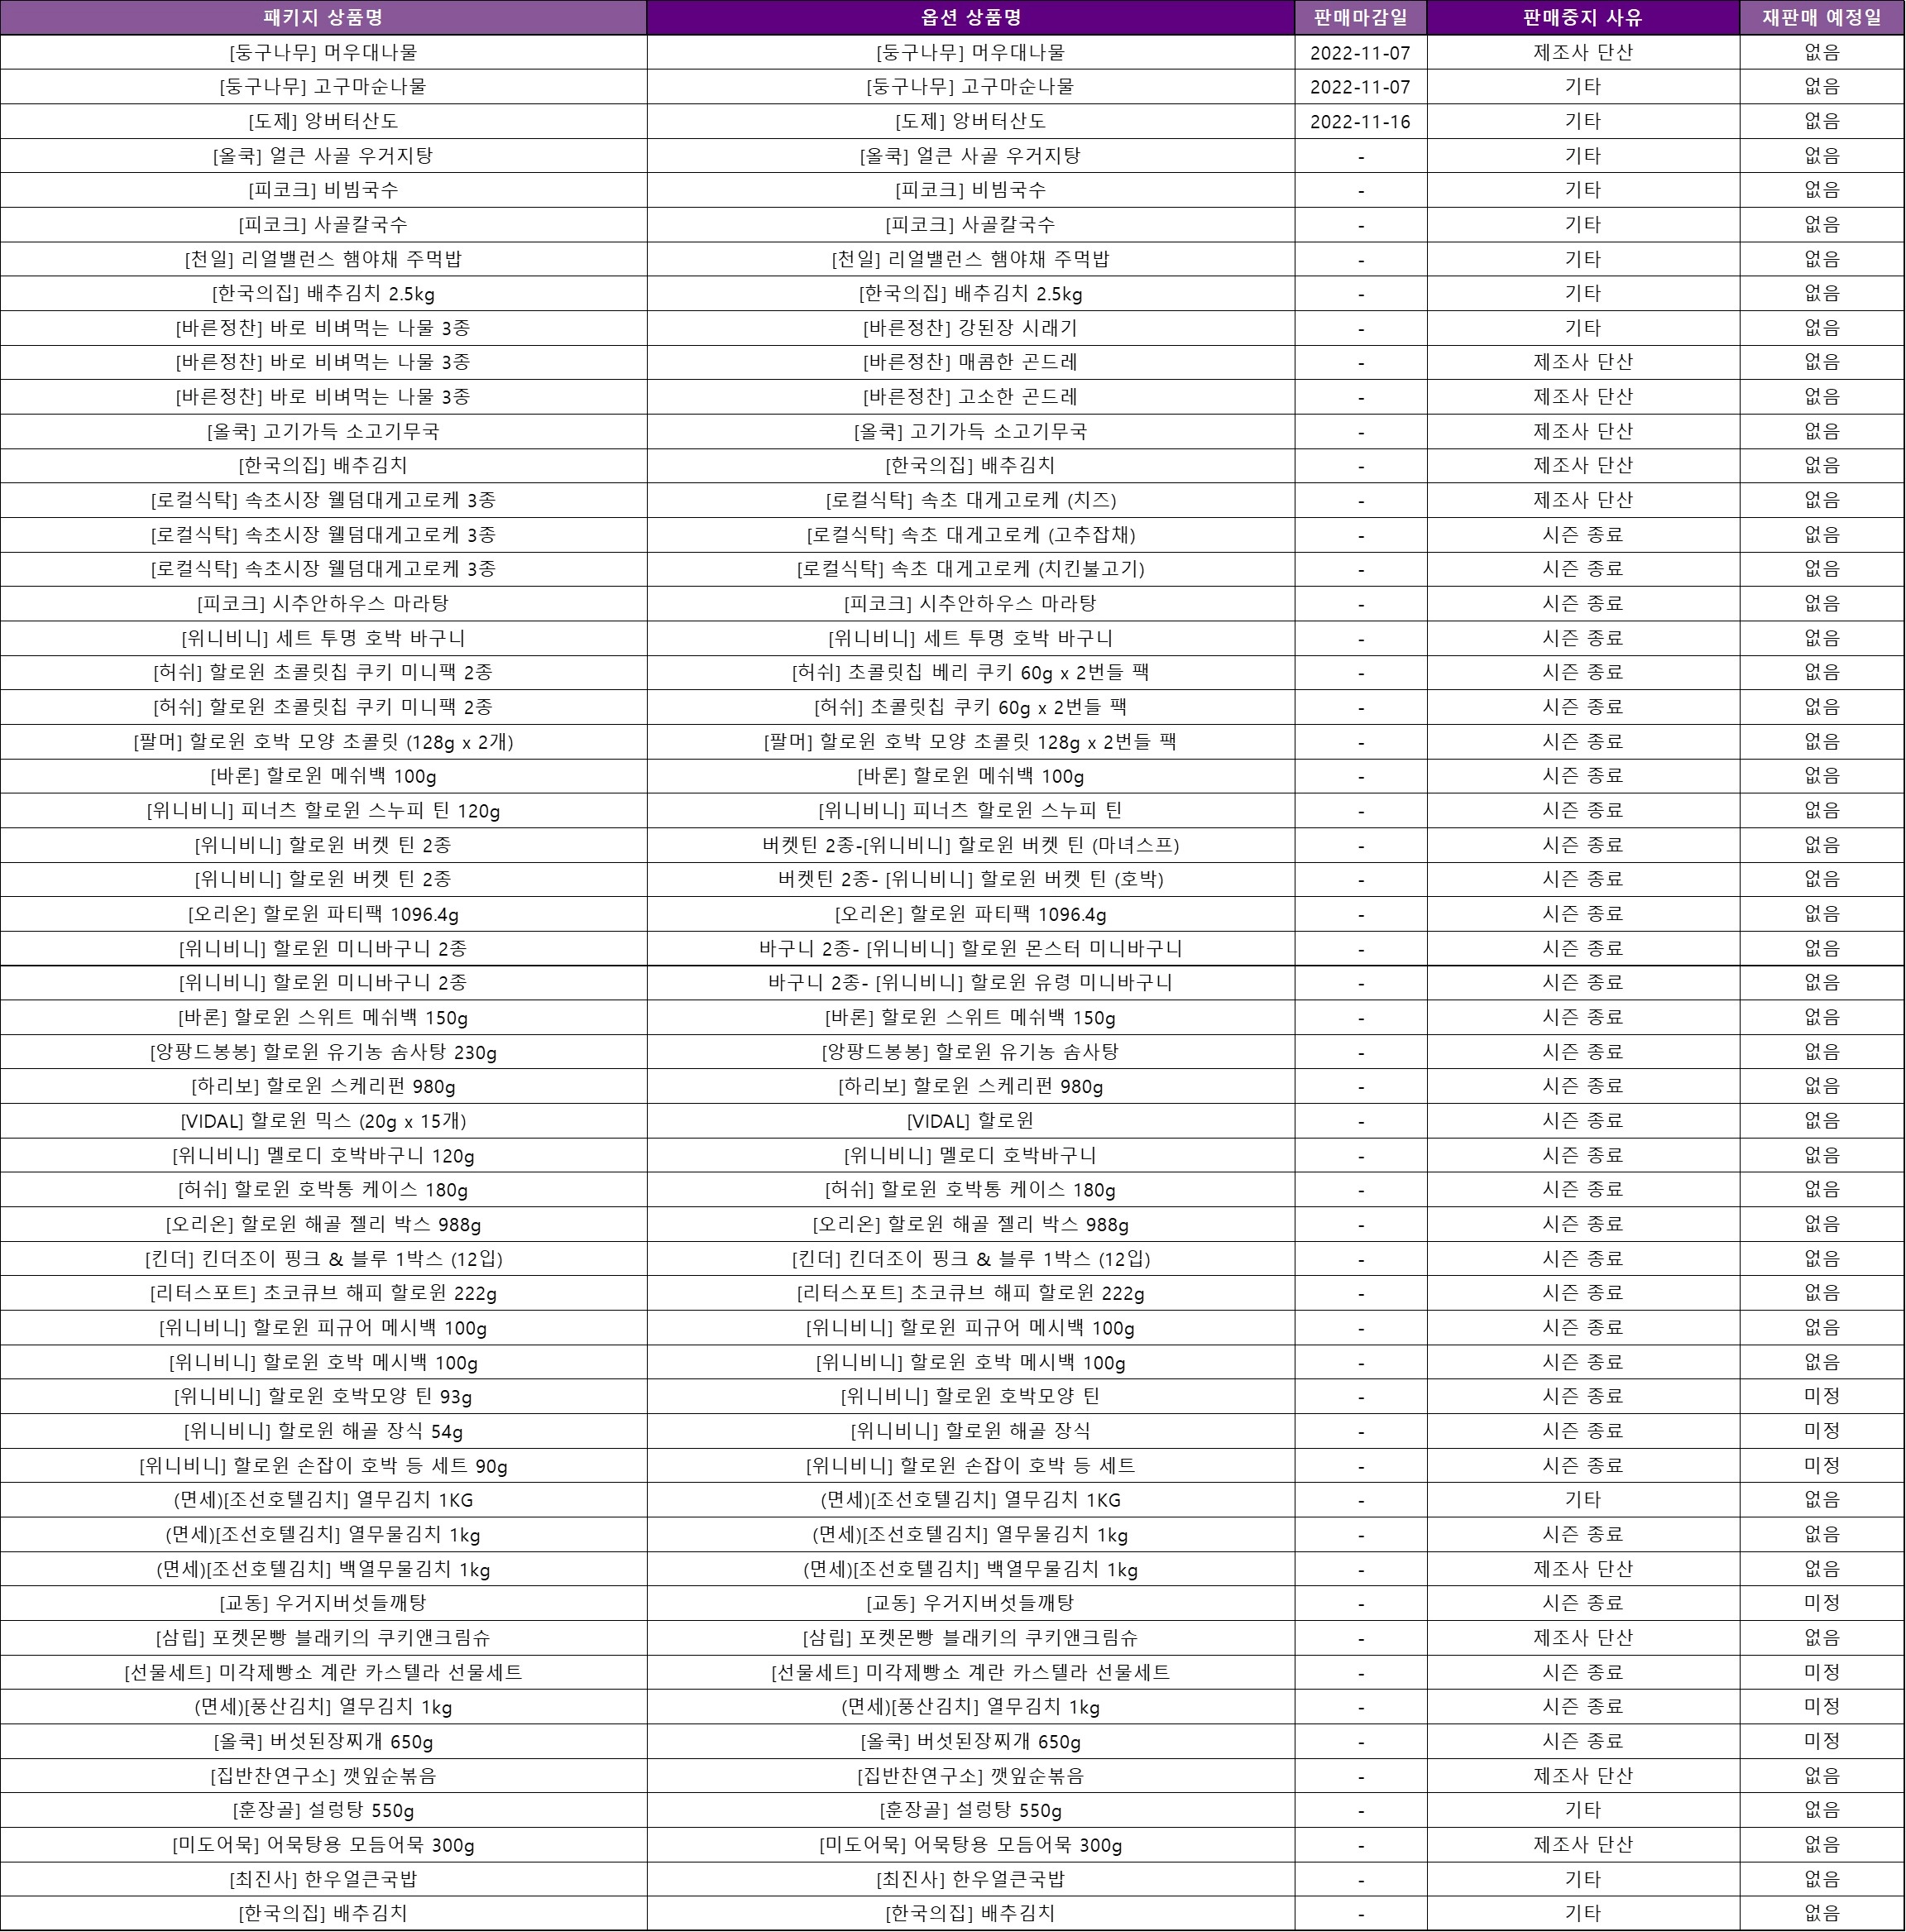 패키지 상품명 옵션 상품명 판매마감일 판매중지 사유 재판매 예정일
[둥구나무] 머우대나물 [둥구나무] 머우대나물 2022-11-07 제조사 단산 없음
[둥구나무] 고구마순나물 [둥구나무] 고구마순나물 2022-11-07 기타 없음
[도제] 앙버터산도 [도제] 앙버터산도 2022-11-16 기타 없음
[올쿡] 얼큰 사골 우거지탕 [올쿡] 얼큰 사골 우거지탕 - 기타 없음
[피코크] 비빔국수 [피코크] 비빔국수 - 기타 없음
[피코크] 사골칼국수 [피코크] 사골칼국수 - 기타 없음
[천일] 리얼밸런스 햄야채 주먹밥 [천일] 리얼밸런스 햄야채 주먹밥 - 기타 없음
[한국의집] 배추김치 2.5kg [한국의집] 배추김치 2.5kg - 기타 없음
[바른정찬] 바로 비벼먹는 나물 3종 [바른정찬] 강된장 시래기 - 기타 없음
[바른정찬] 바로 비벼먹는 나물 3종 [바른정찬] 매콤한 곤드레 - 제조사 단산 없음
[바른정찬] 바로 비벼먹는 나물 3종 [바른정찬] 고소한 곤드레 - 제조사 단산 없음
[올쿡] 고기가득 소고기무국 [올쿡] 고기가득 소고기무국 - 제조사 단산 없음
[한국의집] 배추김치 [한국의집] 배추김치 - 제조사 단산 없음
[로컬식탁] 속초시장 웰덤대게고로케 3종 [로컬식탁] 속초 대게고로케 (치즈) - 제조사 단산 없음
[로컬식탁] 속초시장 웰덤대게고로케 3종 [로컬식탁] 속초 대게고로케 (고추잡채) - 시즌 종료 없음
[로컬식탁] 속초시장 웰덤대게고로케 3종 [로컬식탁] 속초 대게고로케 (치킨불고기) - 시즌 종료 없음
[피코크] 시추안하우스 마라탕 [피코크] 시추안하우스 마라탕 - 시즌 종료 없음
[위니비니] 세트 투명 호박 바구니 [위니비니] 세트 투명 호박 바구니 - 시즌 종료 없음
[허쉬] 할로윈 초콜릿칩 쿠키 미니팩 2종 [허쉬] 초콜릿칩 베리 쿠키 60g x 2번들 팩 - 시즌 종료 없음
[허쉬] 할로윈 초콜릿칩 쿠키 미니팩 2종 [허쉬] 초콜릿칩 쿠키 60g x 2번들 팩 - 시즌 종료 없음
[팔머] 할로윈 호박 모양 초콜릿 (128g x 2개) [팔머] 할로윈 호박 모양 초콜릿 128g x 2번들 팩 - 시즌 종료 없음
[바론] 할로윈 메쉬백 100g [바론] 할로윈 메쉬백 100g - 시즌 종료 없음
[위니비니] 피너츠 할로윈 스누피 틴 120g [위니비니] 피너츠 할로윈 스누피 틴 - 시즌 종료 없음
[위니비니] 할로윈 버켓 틴 2종 버켓틴 2종-[위니비니] 할로윈 버켓 틴 (마녀스프) - 시즌 종료 없음
[위니비니] 할로윈 버켓 틴 2종 버켓틴 2종- [위니비니] 할로윈 버켓 틴 (호박) - 시즌 종료 없음
[오리온] 할로윈 파티팩 1096.4g [오리온] 할로윈 파티팩 1096.4g - 시즌 종료 없음
[위니비니] 할로윈 미니바구니 2종 바구니 2종- [위니비니] 할로윈 몬스터 미니바구니 - 시즌 종료 없음
[위니비니] 할로윈 미니바구니 2종 바구니 2종- [위니비니] 할로윈 유령 미니바구니 - 시즌 종료 없음
[바론] 할로윈 스위트 메쉬백 150g [바론] 할로윈 스위트 메쉬백 150g - 시즌 종료 없음
[앙팡드봉봉] 할로윈 유기농 솜사탕 230g [앙팡드봉봉] 할로윈 유기농 솜사탕 - 시즌 종료 없음
[하리보] 할로윈 스케리펀 980g [하리보] 할로윈 스케리펀 980g - 시즌 종료 없음
[VIDAL] 할로윈 믹스 (20g x 15개) [VIDAL] 할로윈 - 시즌 종료 없음
[위니비니] 멜로디 호박바구니 120g [위니비니] 멜로디 호박바구니 - 시즌 종료 없음
[허쉬] 할로윈 호박통 케이스 180g [허쉬] 할로윈 호박통 케이스 180g - 시즌 종료 없음
[오리온] 할로윈 해골 젤리 박스 988g [오리온] 할로윈 해골 젤리 박스 988g - 시즌 종료 없음
[킨더] 킨더조이 핑크 & 블루 1박스 (12입) [킨더] 킨더조이 핑크 & 블루 1박스 (12입) - 시즌 종료 없음
[리터스포트] 초코큐브 해피 할로윈 222g [리터스포트] 초코큐브 해피 할로윈 222g - 시즌 종료 없음
[위니비니] 할로윈 피규어 메시백 100g [위니비니] 할로윈 피규어 메시백 100g - 시즌 종료 없음
[위니비니] 할로윈 호박 메시백 100g [위니비니] 할로윈 호박 메시백 100g - 시즌 종료 없음
[위니비니] 할로윈 호박모양 틴 93g [위니비니] 할로윈 호박모양 틴 - 시즌 종료 미정
[위니비니] 할로윈 해골 장식 54g [위니비니] 할로윈 해골 장식 - 시즌 종료 미정
[위니비니] 할로윈 손잡이 호박 등 세트 90g [위니비니] 할로윈 손잡이 호박 등 세트 - 시즌 종료 미정
(면세)[조선호텔김치] 열무김치 1KG (면세)[조선호텔김치] 열무김치 1KG - 기타 없음
(면세)[조선호텔김치] 열무물김치 1kg (면세)[조선호텔김치] 열무물김치 1kg - 시즌 종료 없음
(면세)[조선호텔김치] 백열무물김치 1kg (면세)[조선호텔김치] 백열무물김치 1kg - 제조사 단산 없음
[교동] 우거지버섯들깨탕 [교동] 우거지버섯들깨탕 - 시즌 종료 미정
[삼립] 포켓몬빵 블래키의 쿠키앤크림슈 [삼립] 포켓몬빵 블래키의 쿠키앤크림슈 - 제조사 단산 없음
[선물세트] 미각제빵소 계란 카스텔라 선물세트 [선물세트] 미각제빵소 계란 카스텔라 선물세트 - 시즌 종료 미정
(면세)[풍산김치] 열무김치 1kg (면세)[풍산김치] 열무김치 1kg - 시즌 종료 미정
[올쿡] 버섯된장찌개 650g [올쿡] 버섯된장찌개 650g - 시즌 종료 미정
[집반찬연구소] 깻잎순볶음 [집반찬연구소] 깻잎순볶음 - 제조사 단산 없음
[훈장골] 설렁탕 550g [훈장골] 설렁탕 550g - 기타 없음
[미도어묵] 어묵탕용 모듬어묵 300g [미도어묵] 어묵탕용 모듬어묵 300g - 제조사 단산 없음
[최진사] 한우얼큰국밥 [최진사] 한우얼큰국밥 - 기타 없음
[한국의집] 배추김치 [한국의집] 배추김치 - 기타 없음